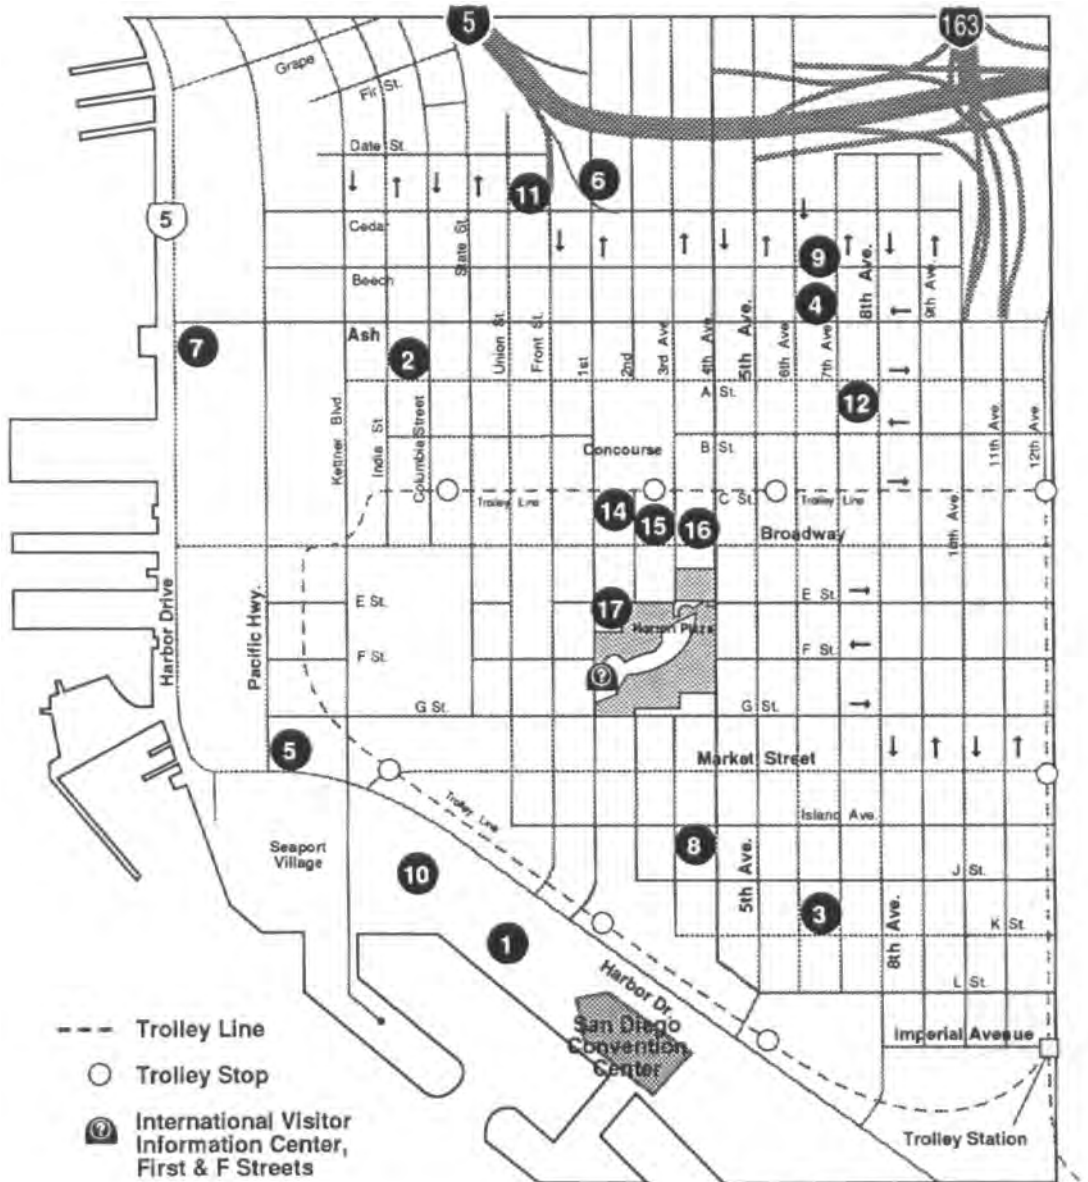 5
163
Grape
Fir St.
Date St.
11
6
5
Cedar
State St.
9
8th Ave.
9th Ave.
Beech
4
7
Ash
2
Union St.
Front St.
1st
2nd
3rd Ave
4th Ave
5th Ave.
6th Ave
7th Ave
A St.
12
Kettner Blvd.
India St
Columbia Street
Concourse
B St.
11th Ave.
12th Ave.
Trolley Line
14
15
16
C St.
Trolley Line
Broadway
10th Ave.
Harbor Drive
Pacific Hwy.
E St.
17
E St.
Horton Plaza
F St.
?
F St.
G St.
G St.
5
Market Street
Trolley Line
Island Ave.
Seaport
Village
8
10
5th Ave.
J St.
3
8th Ave.
K St.
1
Harbor Dr.
L St.
San Diego
Convention
Center
Imperial Avenue
Trolley Line
Trolley Stop
? International Visitor
Information Center,
First & F Streets
Trolley Station